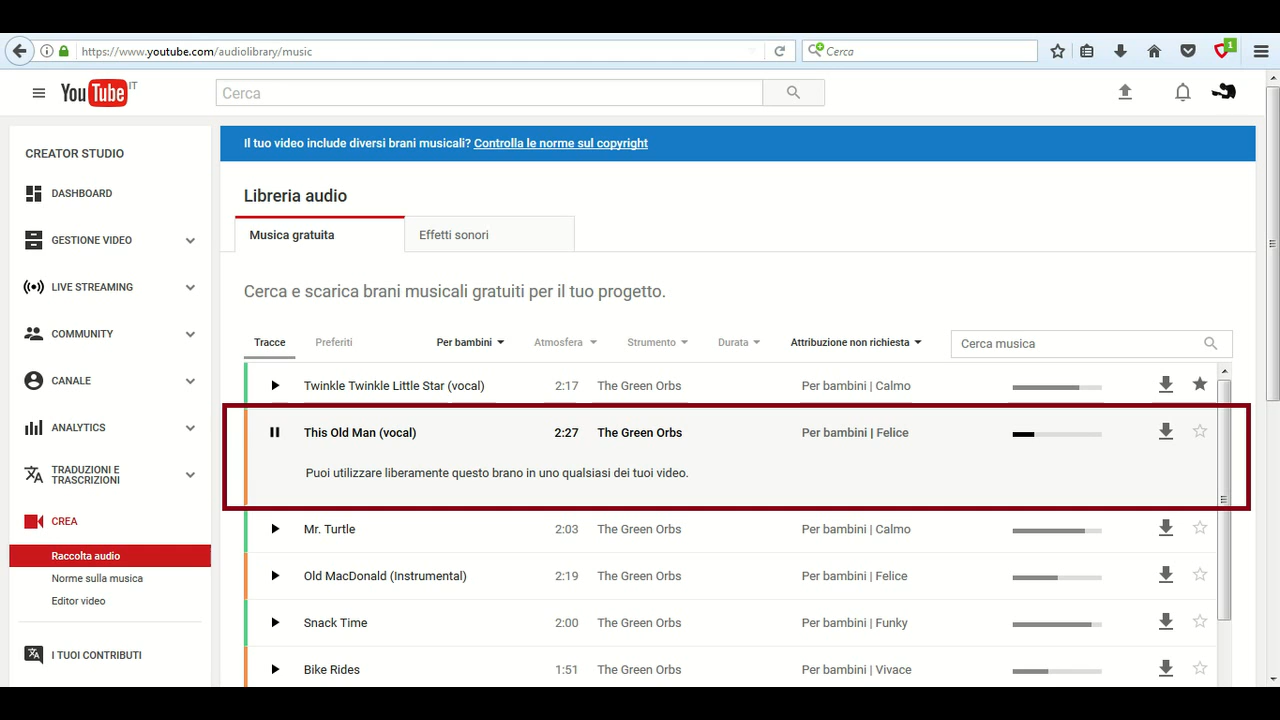 https://www.youtube.com/audiolibrary/music
Cerca
1
YouTube IT
Cerca
CREATOR STUDIO
DASHBOARD
GESTIONE VIDEO
LIVE STREAMING
COMMUNITY
CANALE
ANALYTICS
TRADUZIONI E
TRASCRIZIONI
CREA
Raccolta audio
Norme sulla musica
Editor video
I TUOI CONTRIBUTI
Il tuo video include diversi brani musicali? Controlla le norme sul copyright
Libreria audio
Musica gratuita Effetti sonori
Cerca e scarica brani musicali gratuiti per il tuo progetto.
Tracce Preferiti Per bambini Atmosfera Strumento Durata Attribuzione non richiesta Cerca musica
Twinkle Twinkle Little Star (vocal) 2:17 The Green Orbs Per bambini | Calmo
This Old Man (vocal) 2:27 The Green Orbs Per bambini | Felice
Puoi utilizzare liberamente questo brano in uno qualsiasi dei tuoi video.
Mr. Turtle 2:03 The Green Orbs Per bambini | Calmo
Old MacDonald (Instrumental) 2:19 The Green Orbs Per bambini | Felice
Snack Time 2:00 The Green Orbs Per bambini | Funky
Bike Rides 1:51 The Green Orbs Per bambini | Vivace